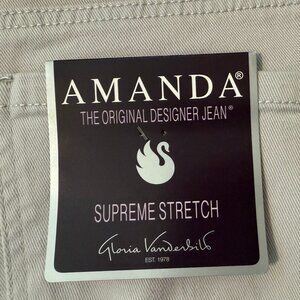 AMANDA®
THE ORIGINAL DESIGNER JEAN®
SUPREME STRETCH
Gloria Vanderbilt
EST. 1978